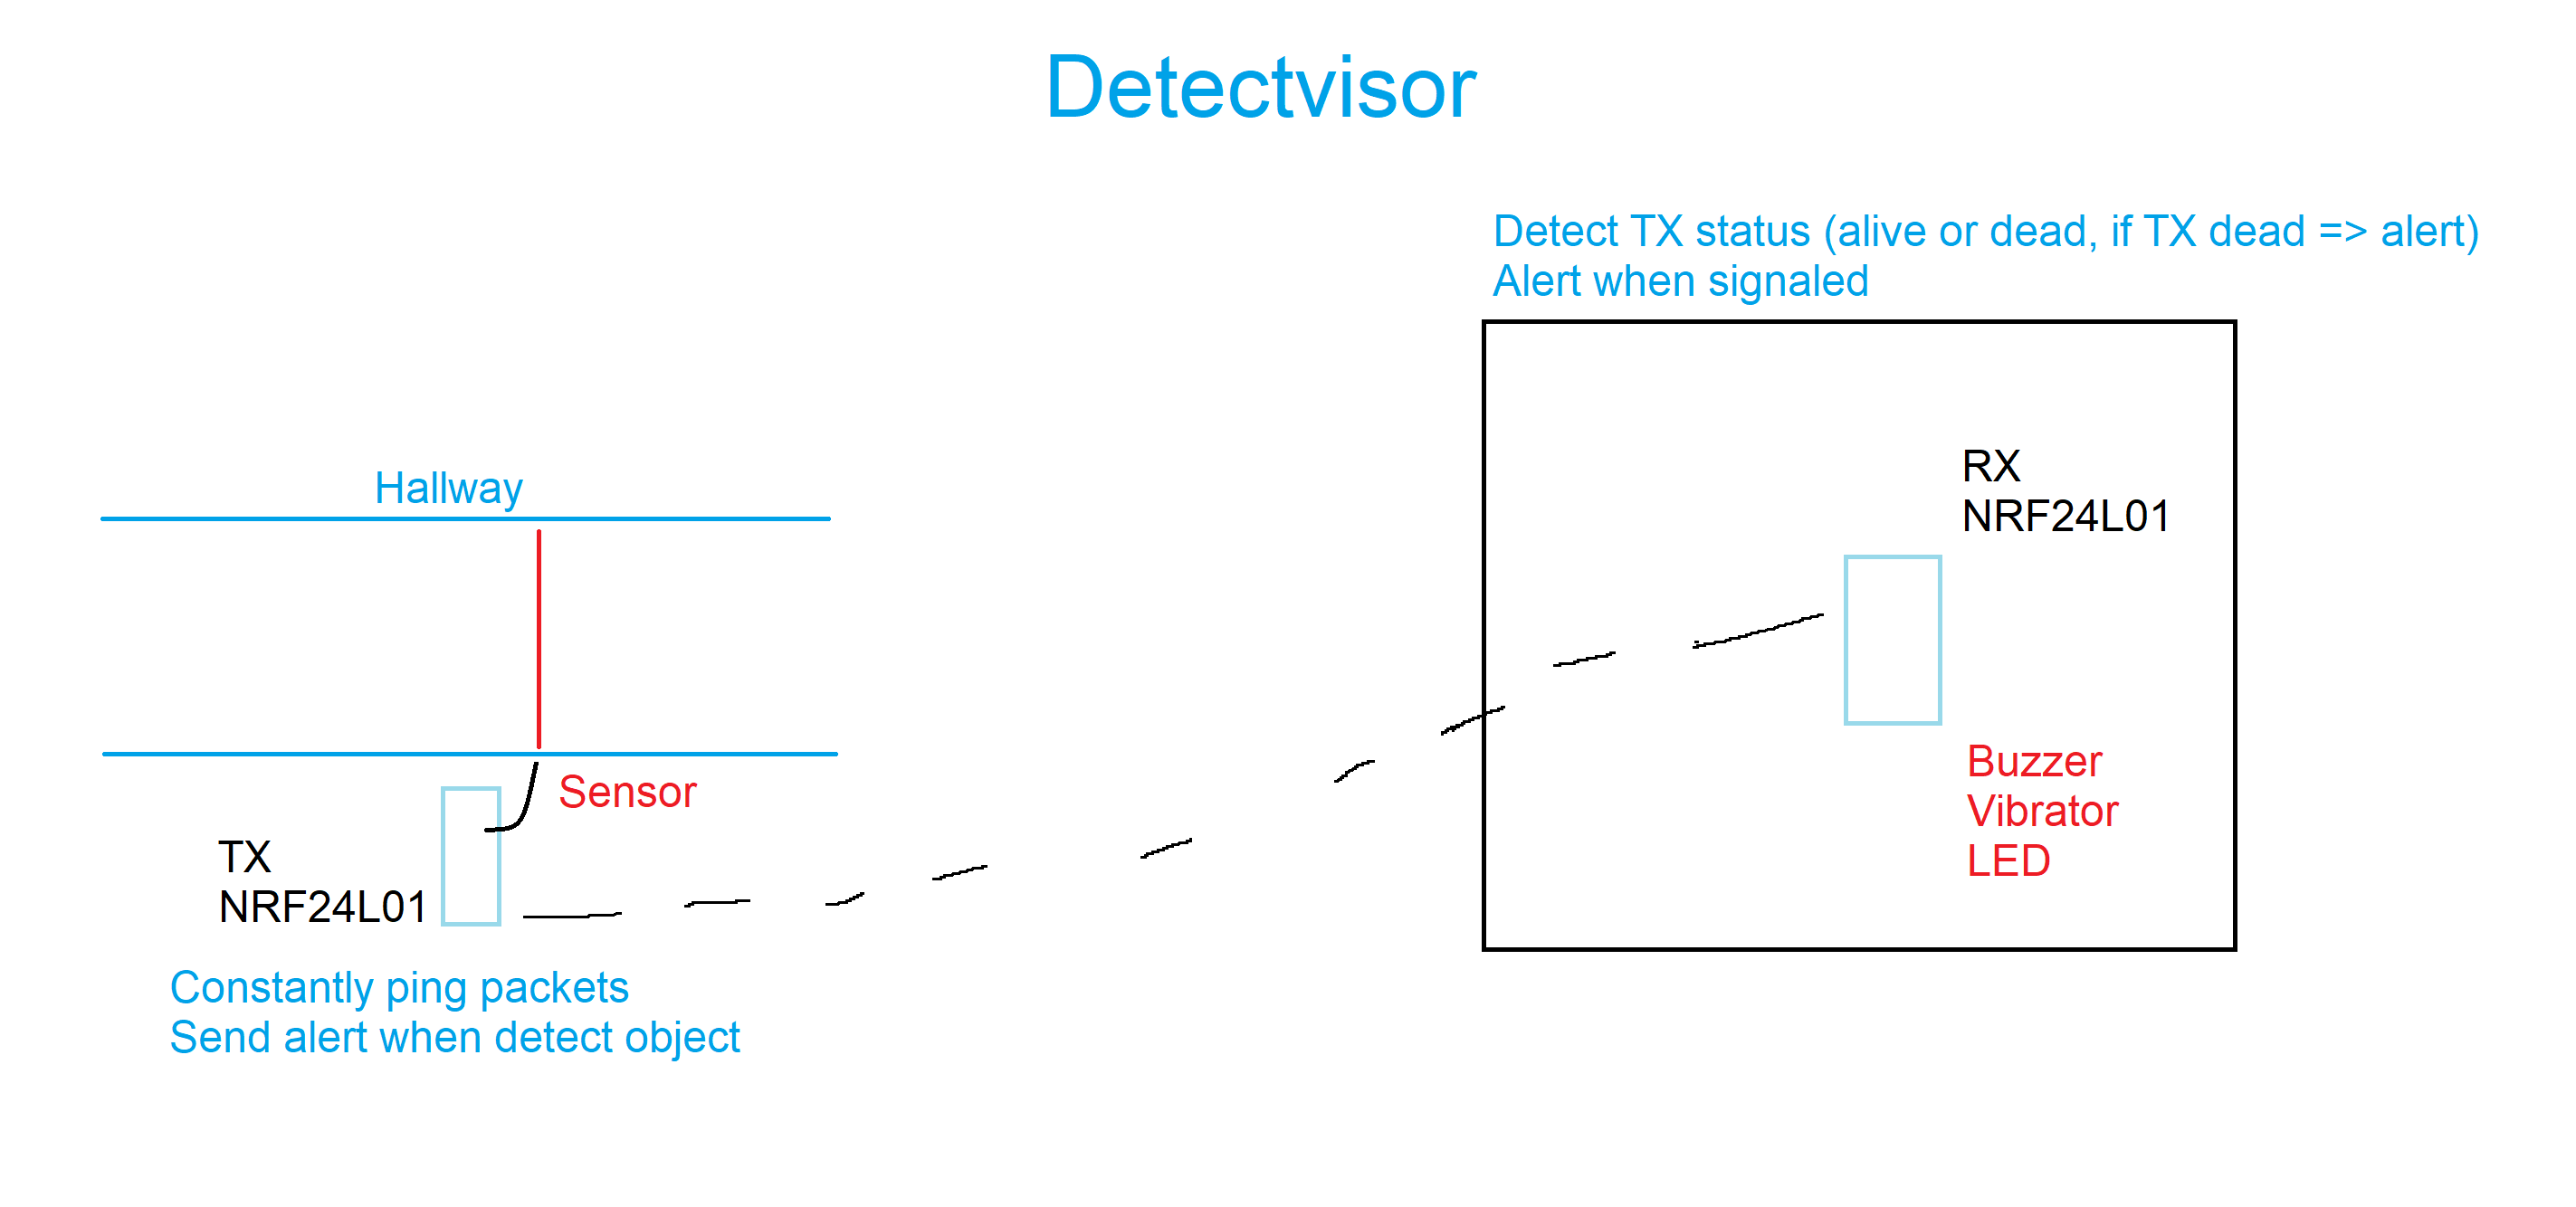 Detectvisor
Detect TX status (alive or dead, if TX dead => alert)
Alert when signaled
Hallway
RX
NRF24L01
Sensor
Buzzer
Vibrator
LED
TX
NRF24L01
Constantly ping packets
Send alert when detect object